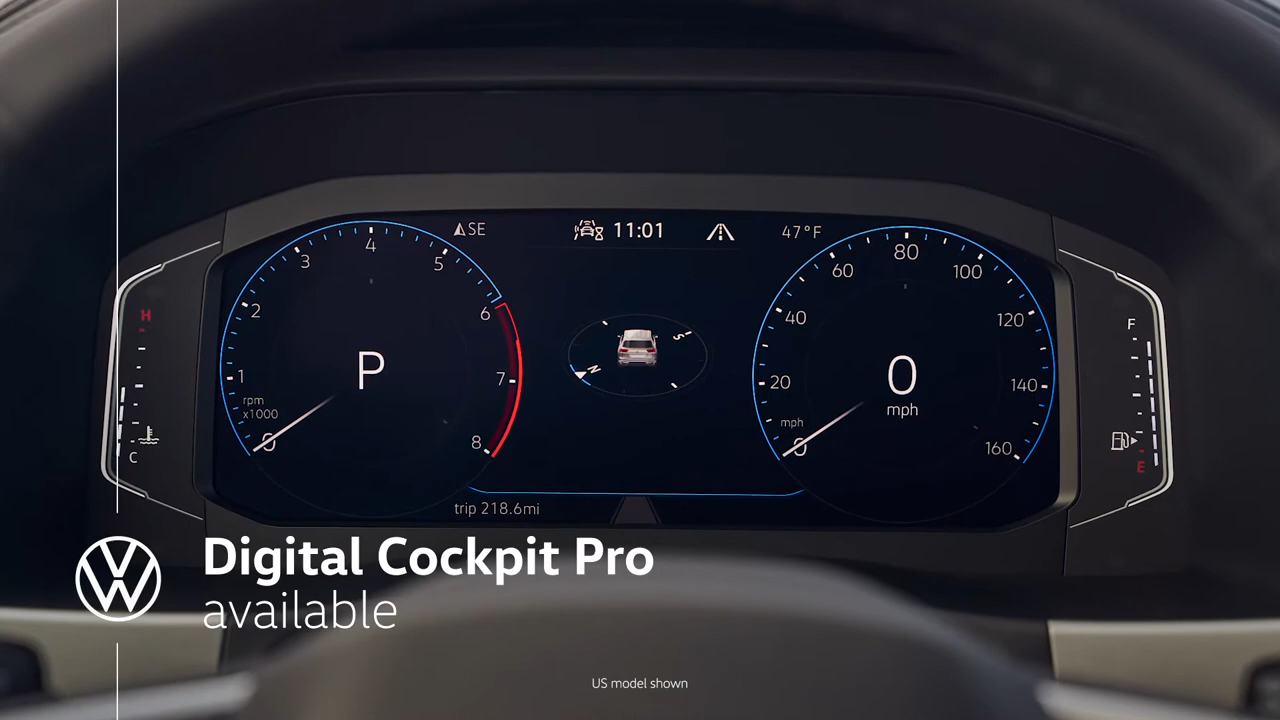 SE
11:01
47°F
H
C
rpm
x1000
0
1
2
3
4
5
6
7
8
P
N
S
mph
0
20
40
60
80
100
120
140
160
0
mph
F
E
trip 218.6mi
Digital Cockpit Pro
available
US model shown